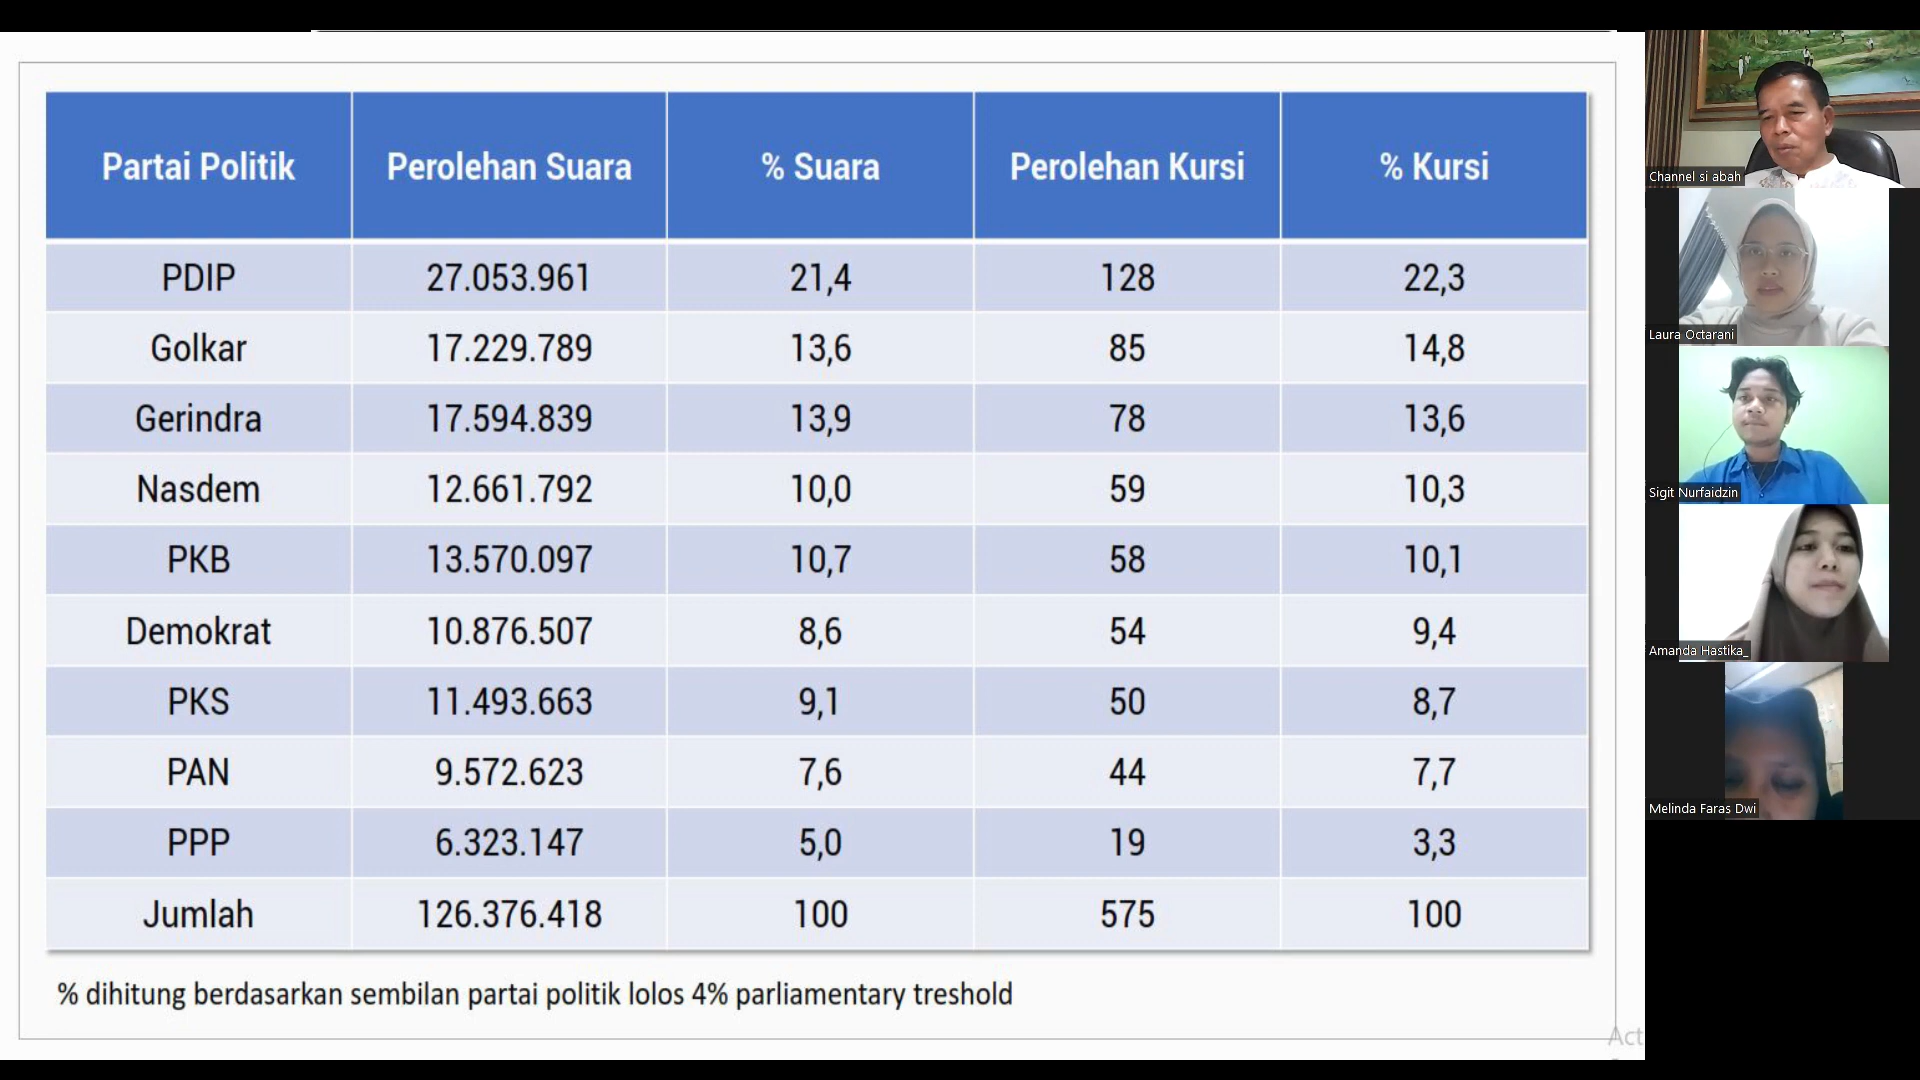 Partai Politik Perolehan Suara % Suara Perolehan Kursi % Kursi
PDIP 27.053.961 21,4 128 22,3
Golkar 17.229.789 13,6 85 14,8
Gerindra 17.594.839 13,9 78 13,6
Nasdem 12.661.792 10,0 59 10,3
PKB 13.570.097 10,7 58 10,1
Demokrat 10.876.507 8,6 54 9,4
PKS 11.493.663 9,1 50 8,7
PAN 9.572.623 7,6 44 7,7
PPP 6.323.147 5,0 19 3,3
Jumlah 126.376.418 100 575 100
% dihitung berdasarkan sembilan partai politik lolos 4% parliamentary treshold
Act
Channel si abah
Laura Octarani
Sigit Nurfaidzin
Amanda Hastika_
Melinda Faras Dwi